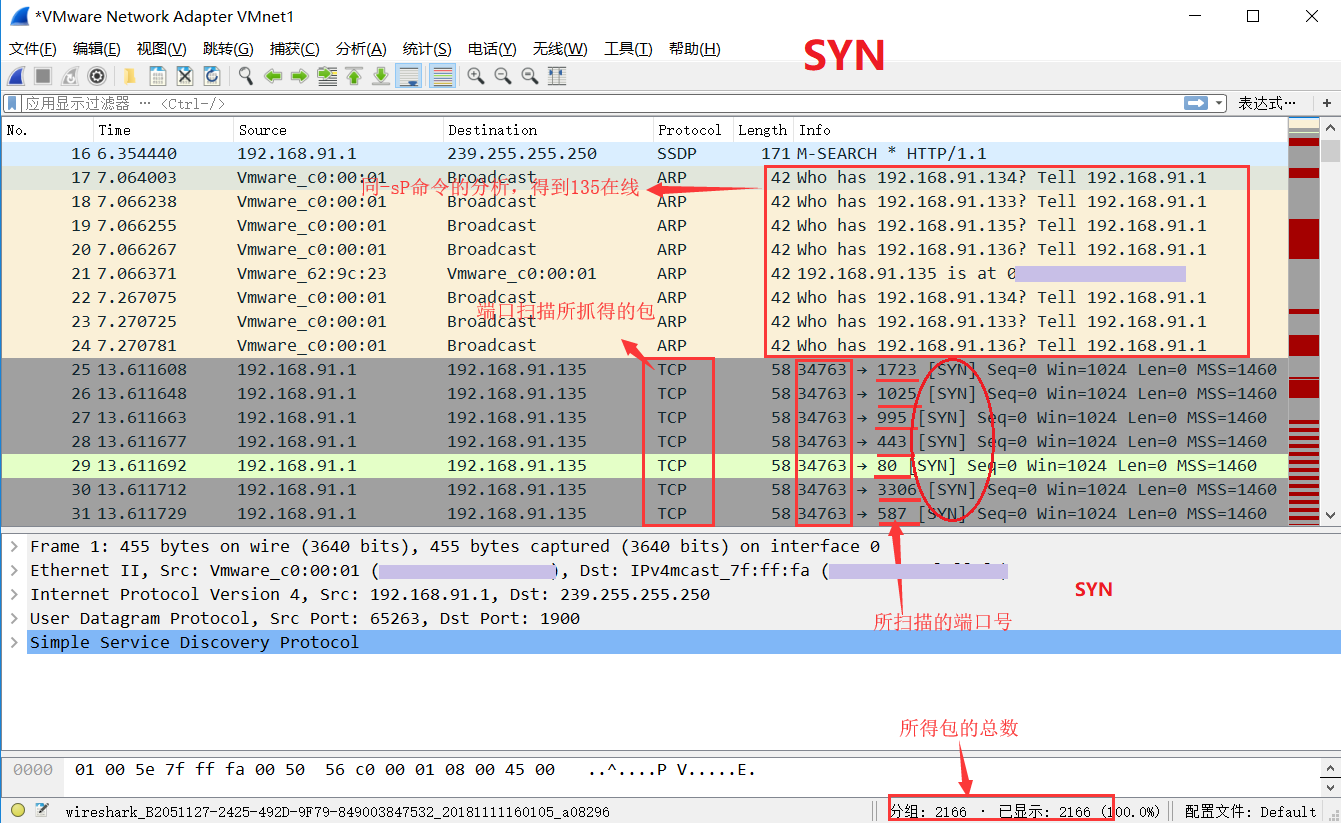 *VMware Network Adapter VMnet1
文件(F) 编辑(E) 视图(V) 跳转(G) 捕获(C) 分析(A) 统计(S) 电话(Y) 无线(W) 工具(T) 帮助(H)
SYN
应用显示过滤器 … <Ctrl-/> 表达式… +
No. Time Source Destination Protocol Length Info
16 6.354440 192.168.91.1 239.255.255.250 SSDP 171 M-SEARCH * HTTP/1.1
17 7.064003 Vmware_c0:00:01 Broadcast ARP 42 Who has 192.168.91.134? Tell 192.168.91.1
同-sP命令的分析，得到135在线
18 7.066238 Vmware_c0:00:01 Broadcast ARP 42 Who has 192.168.91.133? Tell 192.168.91.1
19 7.066255 Vmware_c0:00:01 Broadcast ARP 42 Who has 192.168.91.135? Tell 192.168.91.1
20 7.066267 Vmware_c0:00:01 Broadcast ARP 42 Who has 192.168.91.136? Tell 192.168.91.1
21 7.066371 Vmware_62:9c:23 Vmware_c0:00:01 ARP 42 192.168.91.135 is at 0
22 7.267075 Vmware_c0:00:01 Broadcast ARP 42 Who has 192.168.91.134? Tell 192.168.91.1
端口扫描所抓得的包
23 7.270725 Vmware_c0:00:01 Broadcast ARP 42 Who has 192.168.91.133? Tell 192.168.91.1
24 7.270781 Vmware_c0:00:01 Broadcast ARP 42 Who has 192.168.91.136? Tell 192.168.91.1
25 13.611608 192.168.91.1 192.168.91.135 TCP 58 34763 → 1723 [SYN] Seq=0 Win=1024 Len=0 MSS=1460
26 13.611648 192.168.91.1 192.168.91.135 TCP 58 34763 → 1025 [SYN] Seq=0 Win=1024 Len=0 MSS=1460
27 13.611663 192.168.91.1 192.168.91.135 TCP 58 34763 → 995 [SYN] Seq=0 Win=1024 Len=0 MSS=1460
28 13.611677 192.168.91.1 192.168.91.135 TCP 58 34763 → 443 [SYN] Seq=0 Win=1024 Len=0 MSS=1460
29 13.611692 192.168.91.1 192.168.91.135 TCP 58 34763 → 80 [SYN] Seq=0 Win=1024 Len=0 MSS=1460
30 13.611712 192.168.91.1 192.168.91.135 TCP 58 34763 → 3306 [SYN] Seq=0 Win=1024 Len=0 MSS=1460
31 13.611729 192.168.91.1 192.168.91.135 TCP 58 34763 → 587 [SYN] Seq=0 Win=1024 Len=0 MSS=1460
Frame 1: 455 bytes on wire (3640 bits), 455 bytes captured (3640 bits) on interface 0
Ethernet II, Src: Vmware_c0:00:01 ( ), Dst: IPv4mcast_7f:ff:fa (
Internet Protocol Version 4, Src: 192.168.91.1, Dst: 239.255.255.250
SYN
User Datagram Protocol, Src Port: 65263, Dst Port: 1900
所扫描的端口号
Simple Service Discovery Protocol
所得包的总数
0000 01 00 5e 7f ff fa 00 50 56 c0 00 01 08 00 45 00 ..^....P V.....E.
wireshark_B2051127-2425-492D-9F79-849003847532_20181111160105_a08296 分组: 2166 · 已显示: 2166 (100.0%) 配置文件: Default